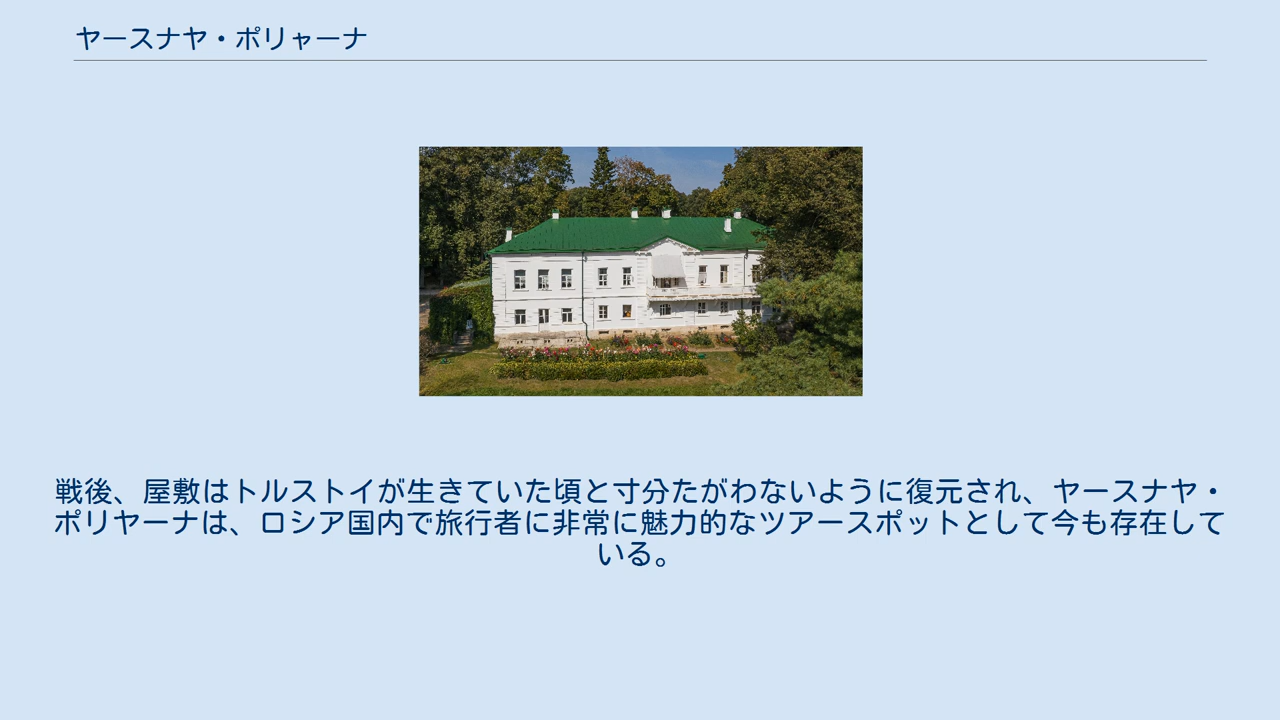 ヤースナヤ・ポリャーナ
戦後、屋敷はトルストイが生きていた頃と寸分たがわないように復元され、ヤースナヤ・
ポリヤーナは、ロシア国内で旅行者に非常に魅力的なツアースポットとして今も存在して
いる。